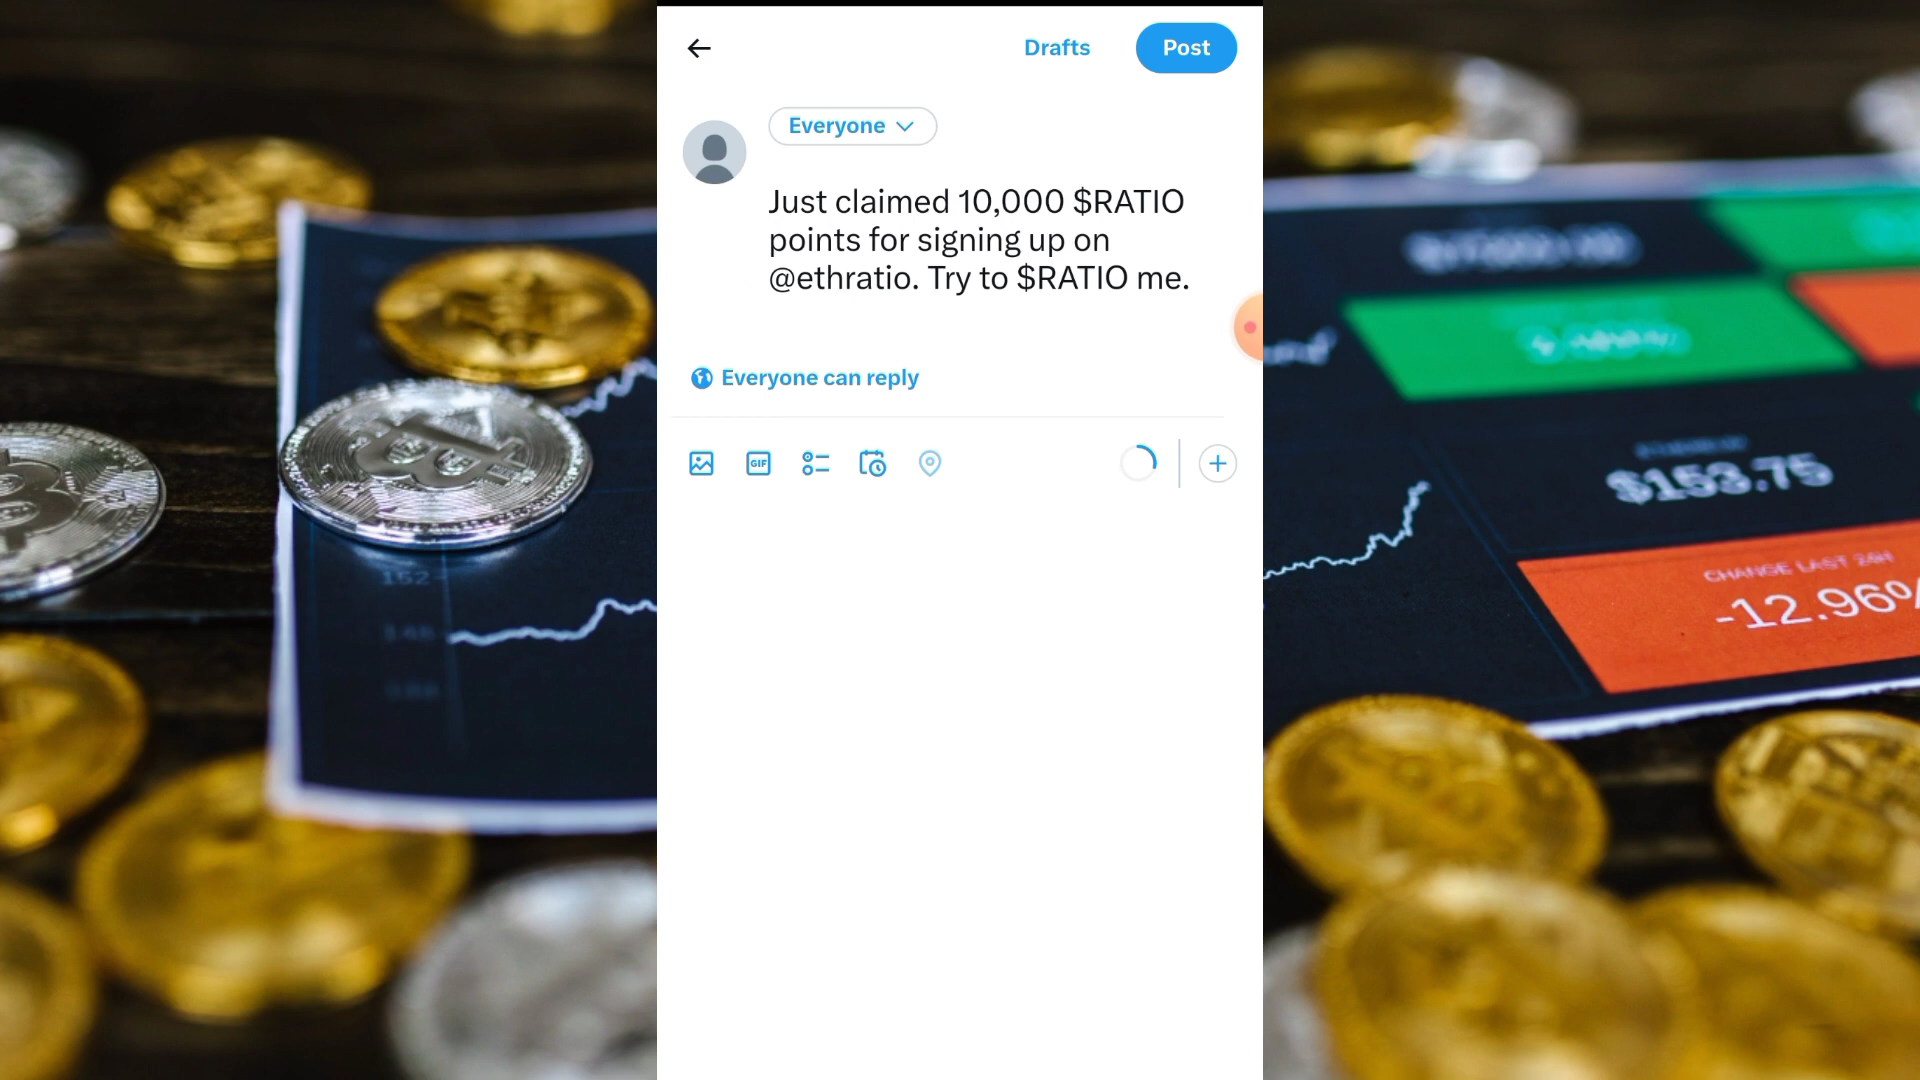 Drafts
Post
Everyone
Just claimed 10,000 $RATIO
points for signing up on
@ethratio. Try to $RATIO me.
Everyone can reply
GIF
152
$153.75
CHANGE LAST 24H
-12.96%